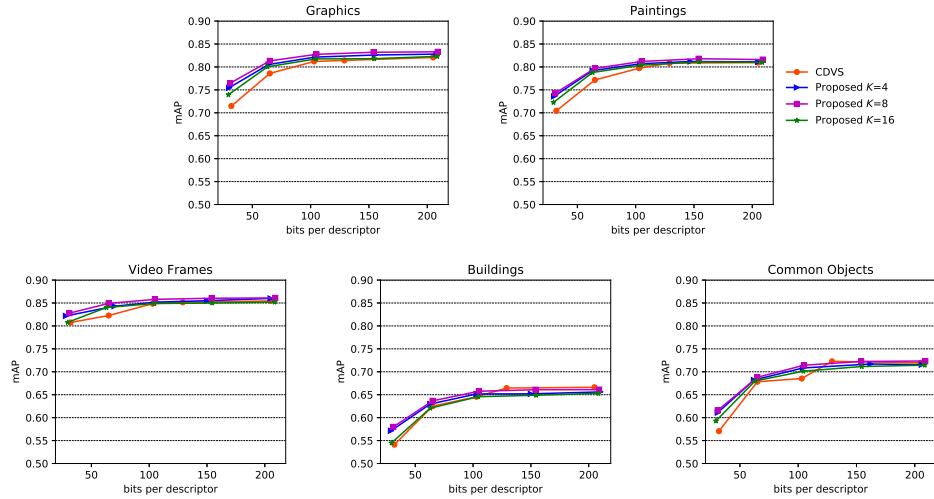 Graphics
0.90
0.85
0.80
0.75
0.70
0.65
0.60
0.55
0.50
mAP
50 100 150 200
bits per descriptor
Paintings
0.90
0.85
0.80
0.75
0.70
0.65
0.60
0.55
0.50
mAP
50 100 150 200
bits per descriptor
CDVS
Proposed K=4
Proposed K=8
Proposed K=16
Video Frames
0.90
0.85
0.80
0.75
0.70
0.65
0.60
0.55
0.50
mAP
50 100 150 200
bits per descriptor
Buildings
0.90
0.85
0.80
0.75
0.70
0.65
0.60
0.55
0.50
mAP
50 100 150 200
bits per descriptor
Common Objects
0.90
0.85
0.80
0.75
0.70
0.65
0.60
0.55
0.50
mAP
50 100 150 200
bits per descriptor